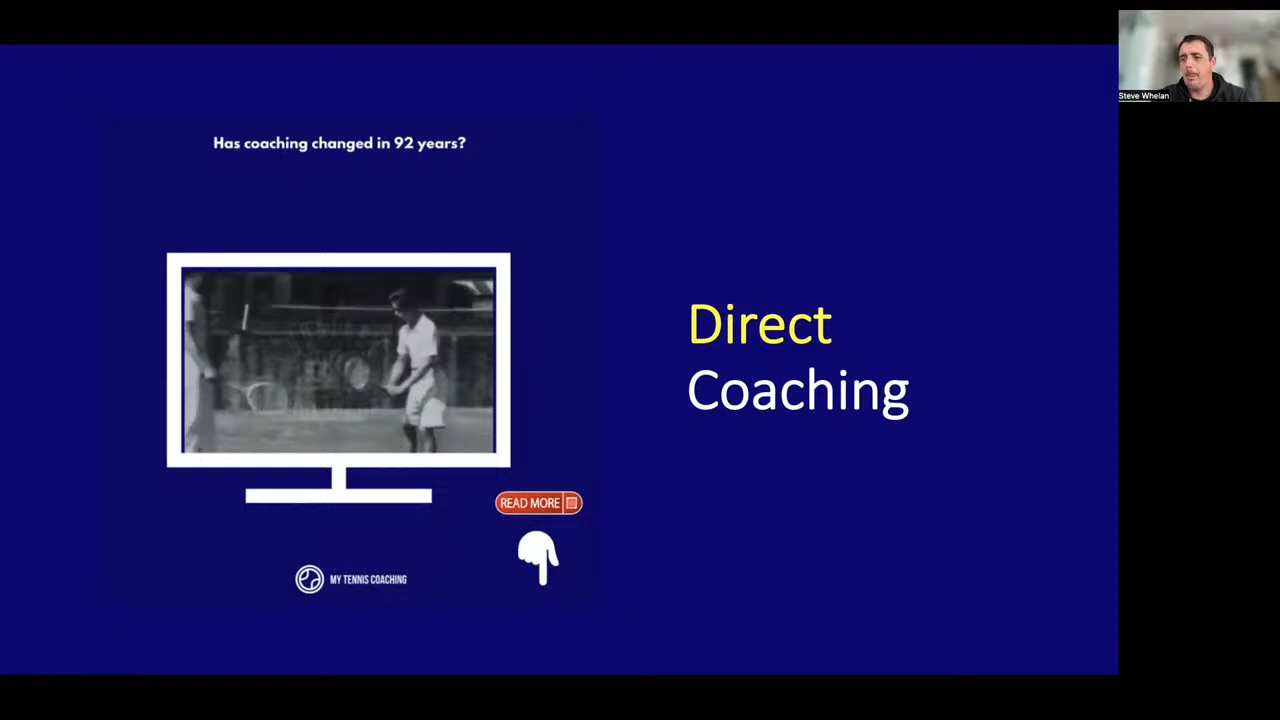 Has coaching changed in 92 years?
Direct
Coaching
READ MORE
MY TENNIS COACHING
Steve Whelan